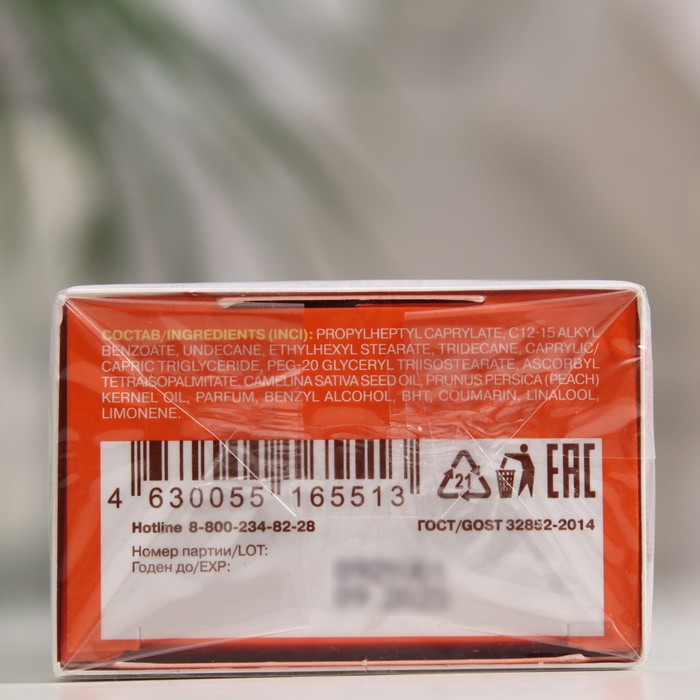 СОСТАВ/INGREDIENTS (INCI): PROPYLHEPTYL CAPRYLATE, C12-15 ALKYL
BENZOATE, UNDECANE, ETHYLHEXYL STEARATE, TRIDECANE, CAPRYLIC/
CAPRIC TRIGLYCERIDE, PEG-20 GLYCERYL TRIISOSTEARATE, ASCORBYL
TETRAISOPALMITATE, CAMELINA SATIVA SEED OIL, PRUNUS PERSICA (PEACH)
KERNEL OIL, PARFUM, BENZYL ALCOHOL, BHT, COUMARIN, LINALOOL,
LIMONENE.
21
EAC
4 630055 165513
Hotline 8-800-234-82-28
ГОСТ/GOST 32852-2014
Номер партии/LOT:
Годен до/EXP: